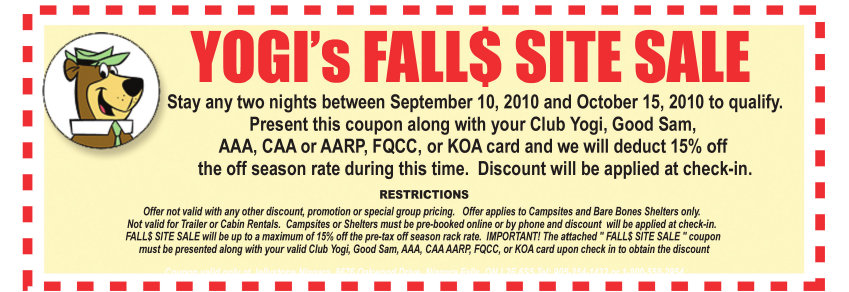 YOGI's FALL$ SITE SALE
Stay any two nights between September 10, 2010 and October 15, 2010 to qualify.
Present this coupon along with your Club Yogi, Good Sam,
AAA, CAA or AARP, FQCC, or KOA card and we will deduct 15% off
the off season rate during this time. Discount will be applied at check-in.
RESTRICTIONS
Offer not valid with any other discount, promotion or special group pricing. Offer applies to Campsites and Bare Bones Shelters only.
Not valid for Trailer or Cabin Rentals. Campsites or Shelters must be pre-booked online or by phone and discount will be applied at check-in.
FALL$ SITE SALE will be up to a maximum of 15% off the pre-tax off season rack rate. IMPORTANT! The attached " FALL$ SITE SALE " coupon
must be presented along with your valid Club Yogi, Good Sam, AAA, CAA AARP, FQCC, or KOA card upon check in to obtain the discount